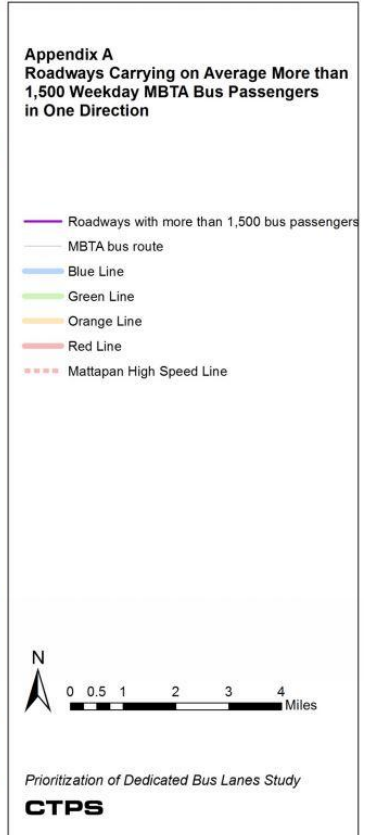 Appendix A
Roadways Carrying on Average More than
1,500 Weekday MBTA Bus Passengers
in One Direction
Roadways with more than 1,500 bus passengers
MBTA bus route
Blue Line
Green Line
Orange Line
Red Line
Mattapan High Speed Line
N
0 0.5 1 2 3 4
Miles
Prioritization of Dedicated Bus Lanes Study
CTPS